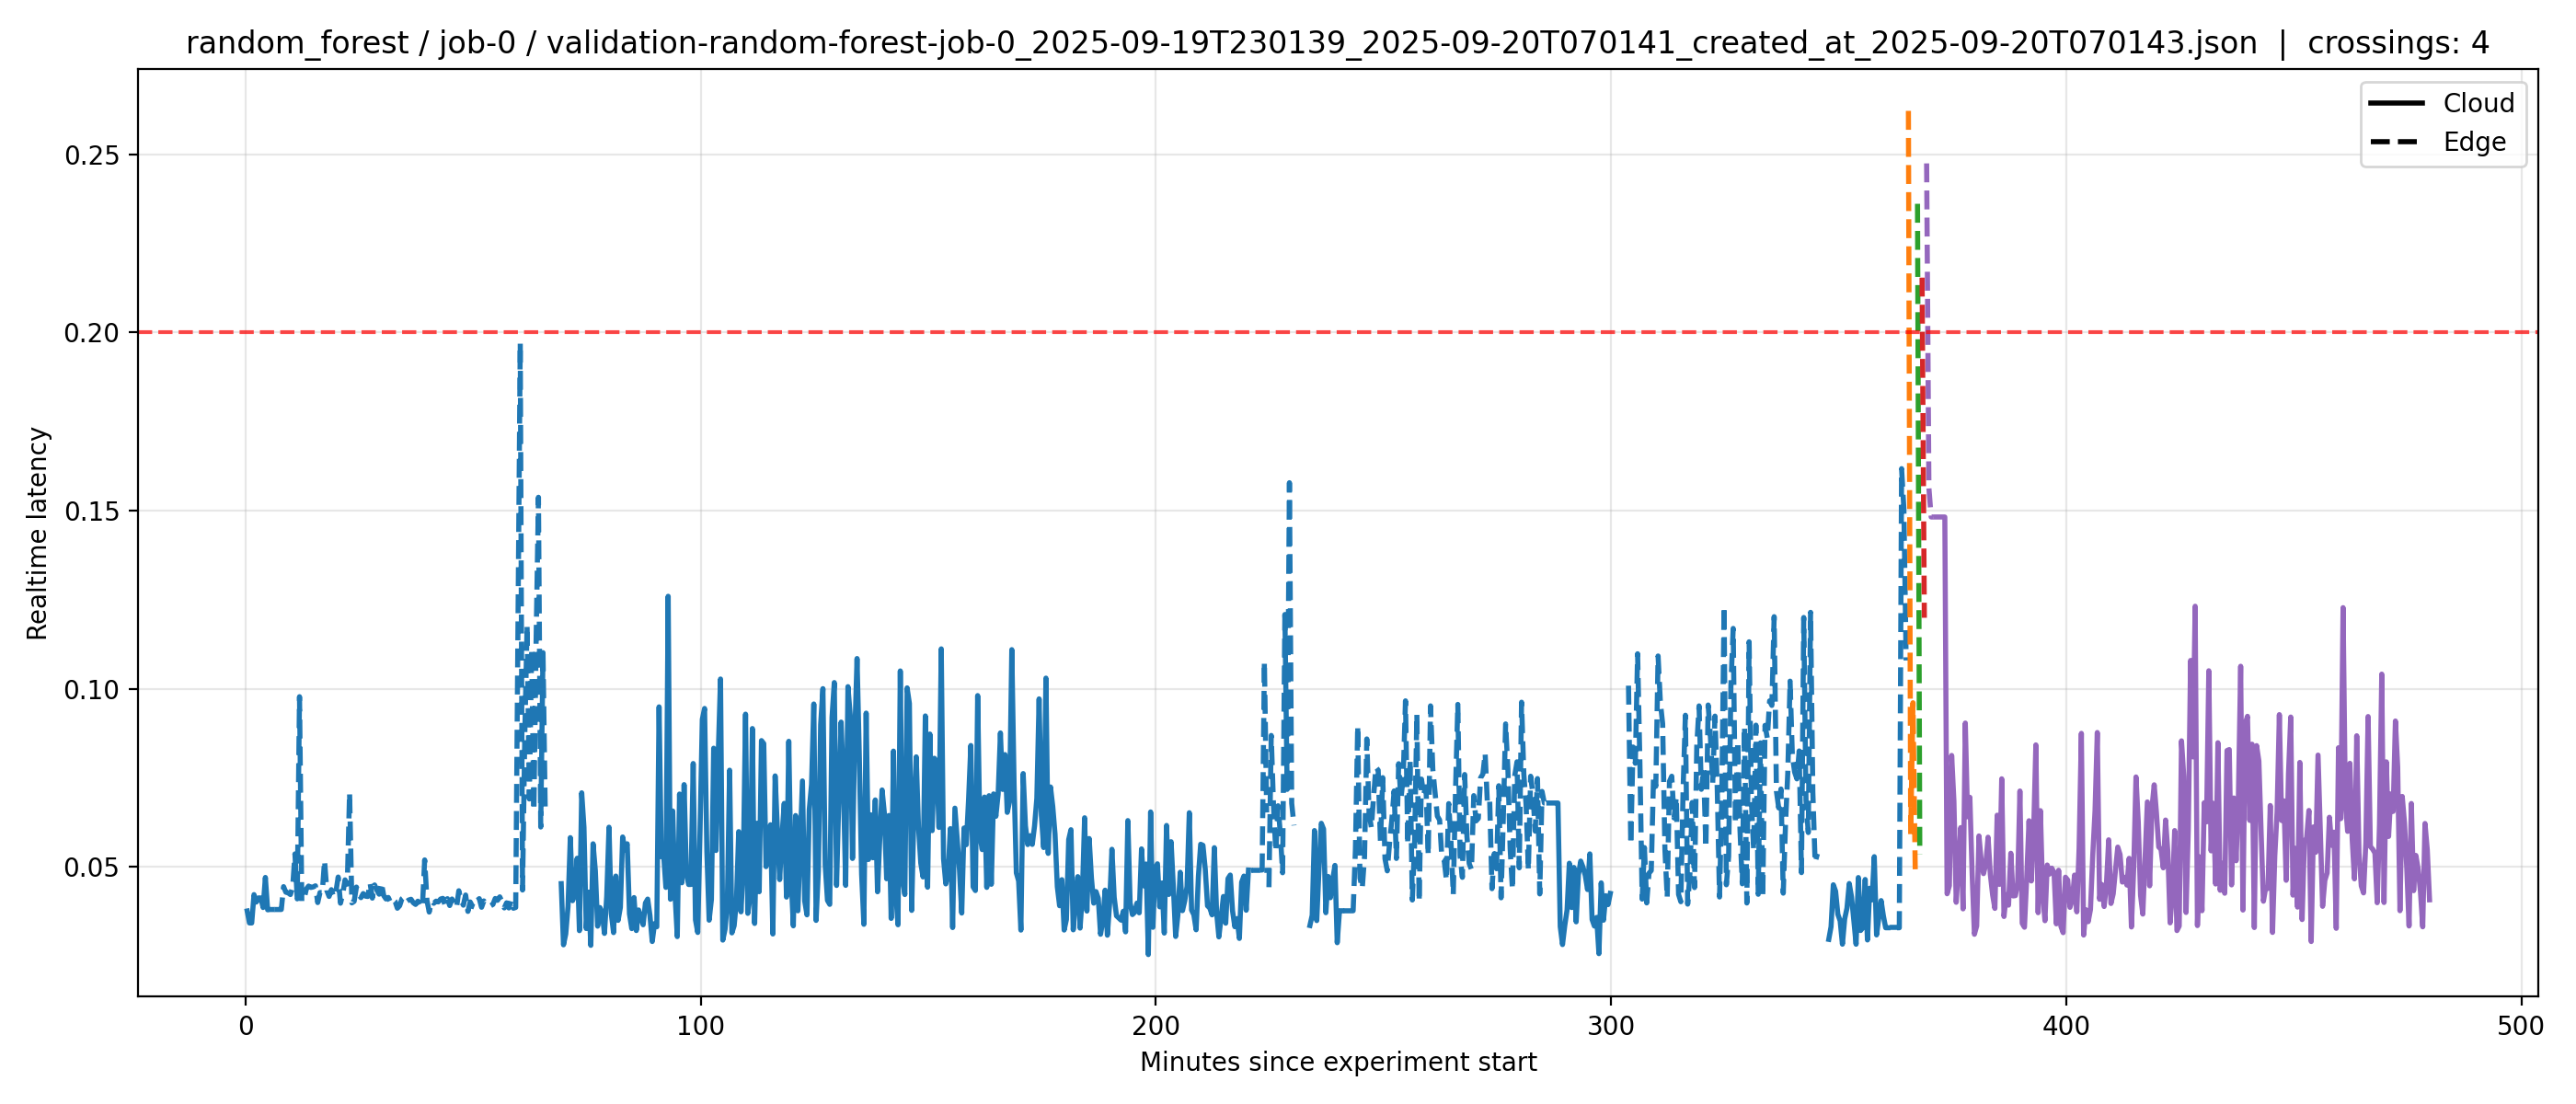 random_forest / job-0 / validation-random-forest-job-0_2025-09-19T230139_2025-09-20T070141_created_at_2025-09-20T070143.json | crossings: 4
Cloud
Edge
Realtime latency
0.25
0.20
0.15
0.10
0.05
0
100
200
300
400
500
Minutes since experiment start